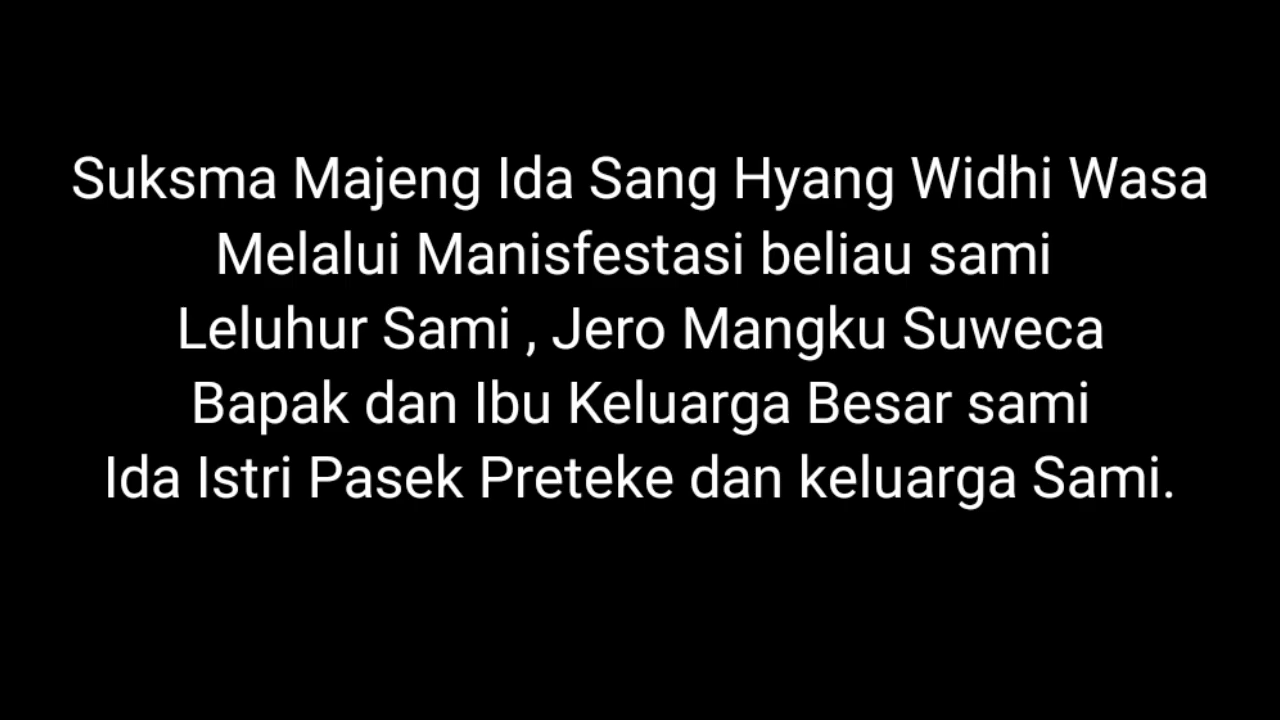 Suksma Majeng Ida Sang Hyang Widhi Wasa
Melalui Manisfestasi beliau sami
Leluhur Sami , Jero Mangku Suweca
Bapak dan Ibu Keluarga Besar sami
Ida Istri Pasek Preteke dan keluarga Sami.